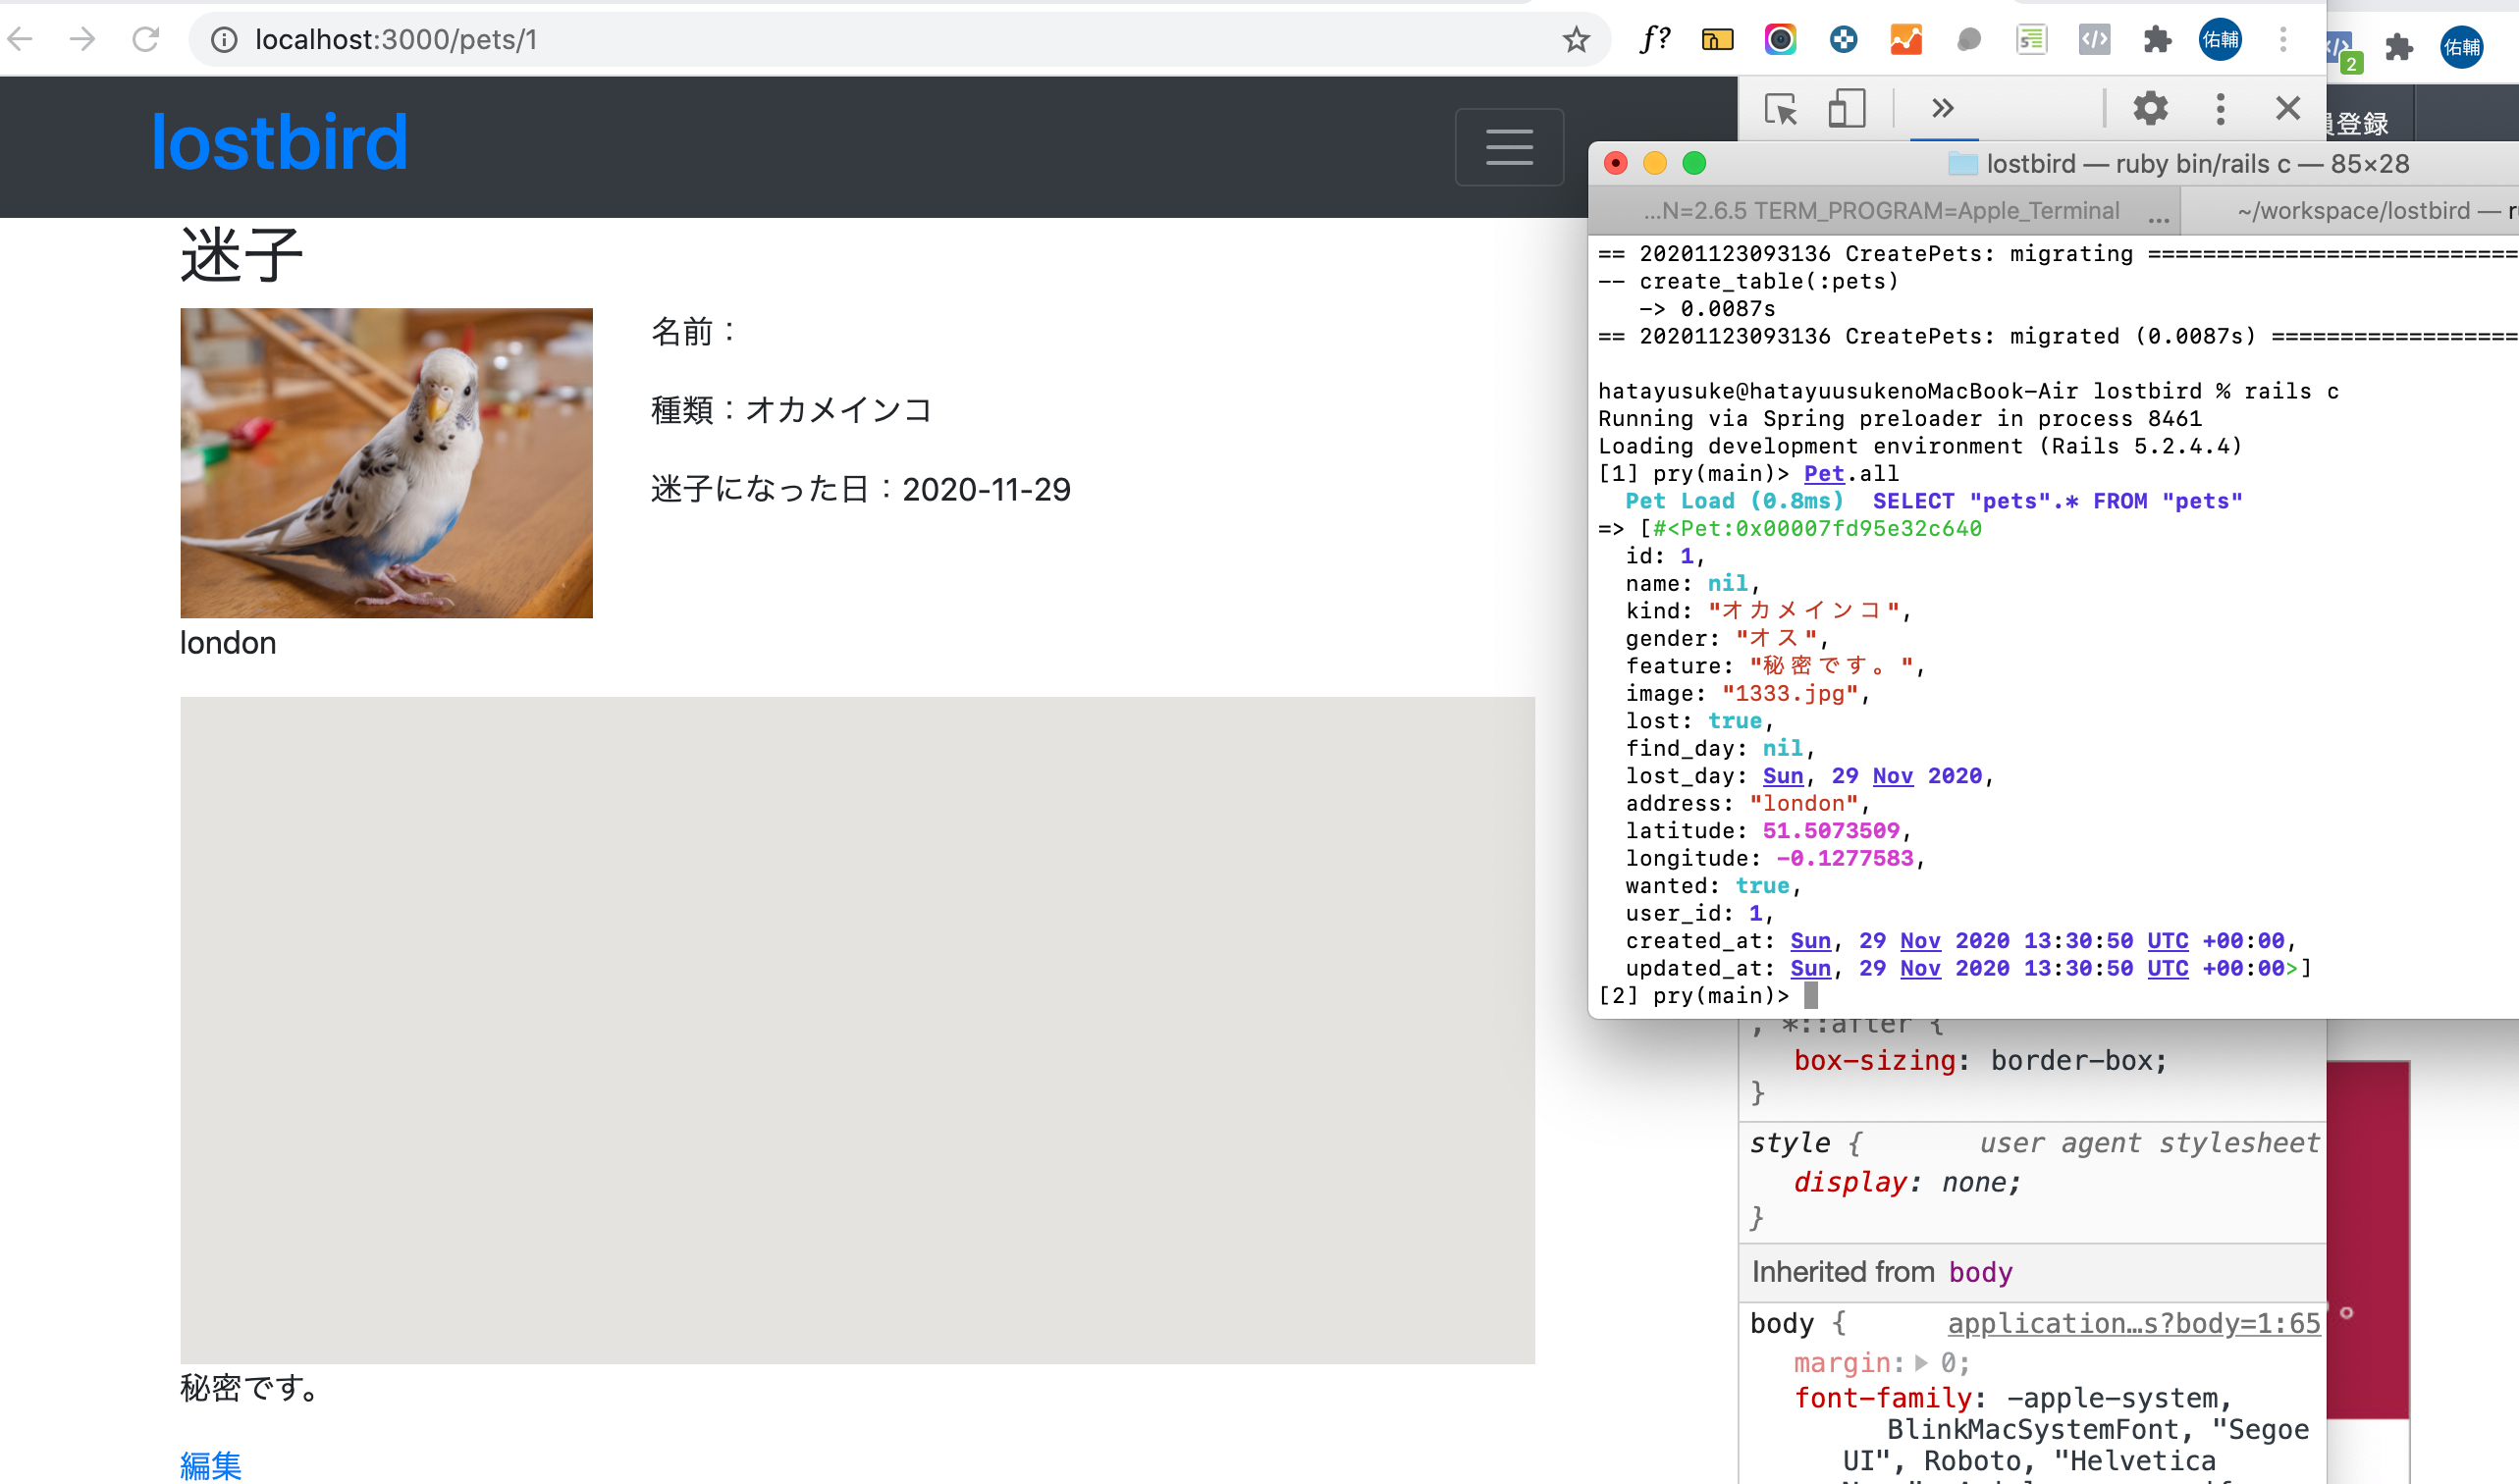 localhost:3000/pets/1
f?
佑輔
2
佑輔
lostbird
迷子
名前：
種類：オカメインコ
迷子になった日：2020-11-29
london
秘密です。
編集
員登録
lostbird — ruby bin/rails c — 85×28
...N=2.6.5 TERM_PROGRAM=Apple_Terminal ...
~/workspace/lostbird —
== 20201123093136 CreatePets: migrating ===========================
-- create_table(:pets)
-> 0.0087s
== 20201123093136 CreatePets: migrated (0.0087s) ==================
hatayusuke@hatayuusukenoMacBook-Air lostbird % rails c
Running via Spring preloader in process 8461
Loading development environment (Rails 5.2.4.4)
[1] pry(main)> Pet.all
Pet Load (0.8ms)  SELECT "pets".* FROM "pets"
=> [#<Pet:0x00007fd95e32c640
id: 1,
name: nil,
kind: "オカメインコ",
gender: "オス",
feature: "秘密です。",
image: "1333.jpg",
lost: true,
find_day: nil,
lost_day: Sun, 29 Nov 2020,
address: "london",
latitude: 51.5073509,
longitude: -0.1277583,
wanted: true,
user_id: 1,
created_at: Sun, 29 Nov 2020 13:30:50 UTC +00:00,
updated_at: Sun, 29 Nov 2020 13:30:50 UTC +00:00>]
[2] pry(main)>
, *::after {
box-sizing: border-box;
}
style {  user agent stylesheet
display: none;
}
Inherited from body
body {  application…s?body=1:65
margin: 0;
font-family: -apple-system,
BlinkMacSystemFont, "Segoe
UI", Roboto, "Helvetica